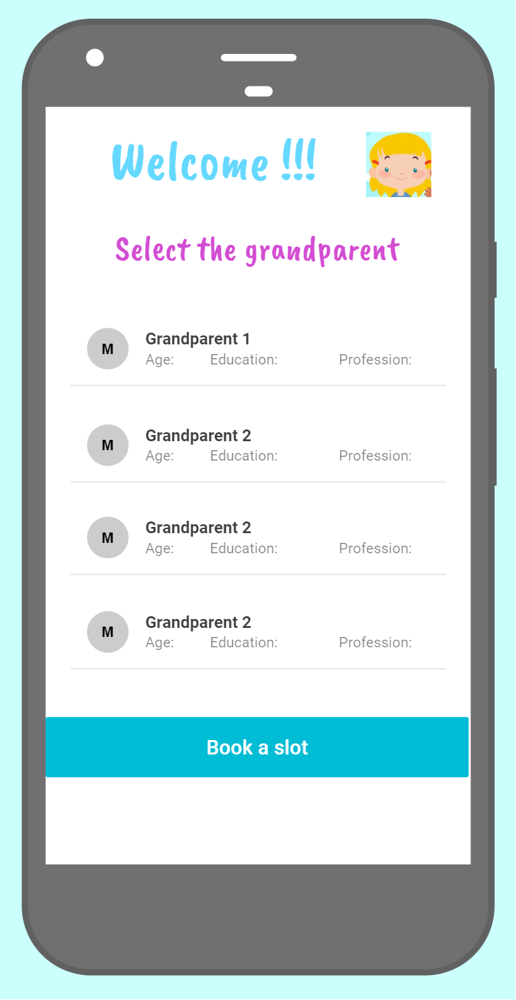 Welcome !!!
Select the grandparent
M
Grandparent 1
Age: Education: Profession:
M
Grandparent 2
Age: Education: Profession:
M
Grandparent 2
Age: Education: Profession:
M
Grandparent 2
Age: Education: Profession:
Book a slot